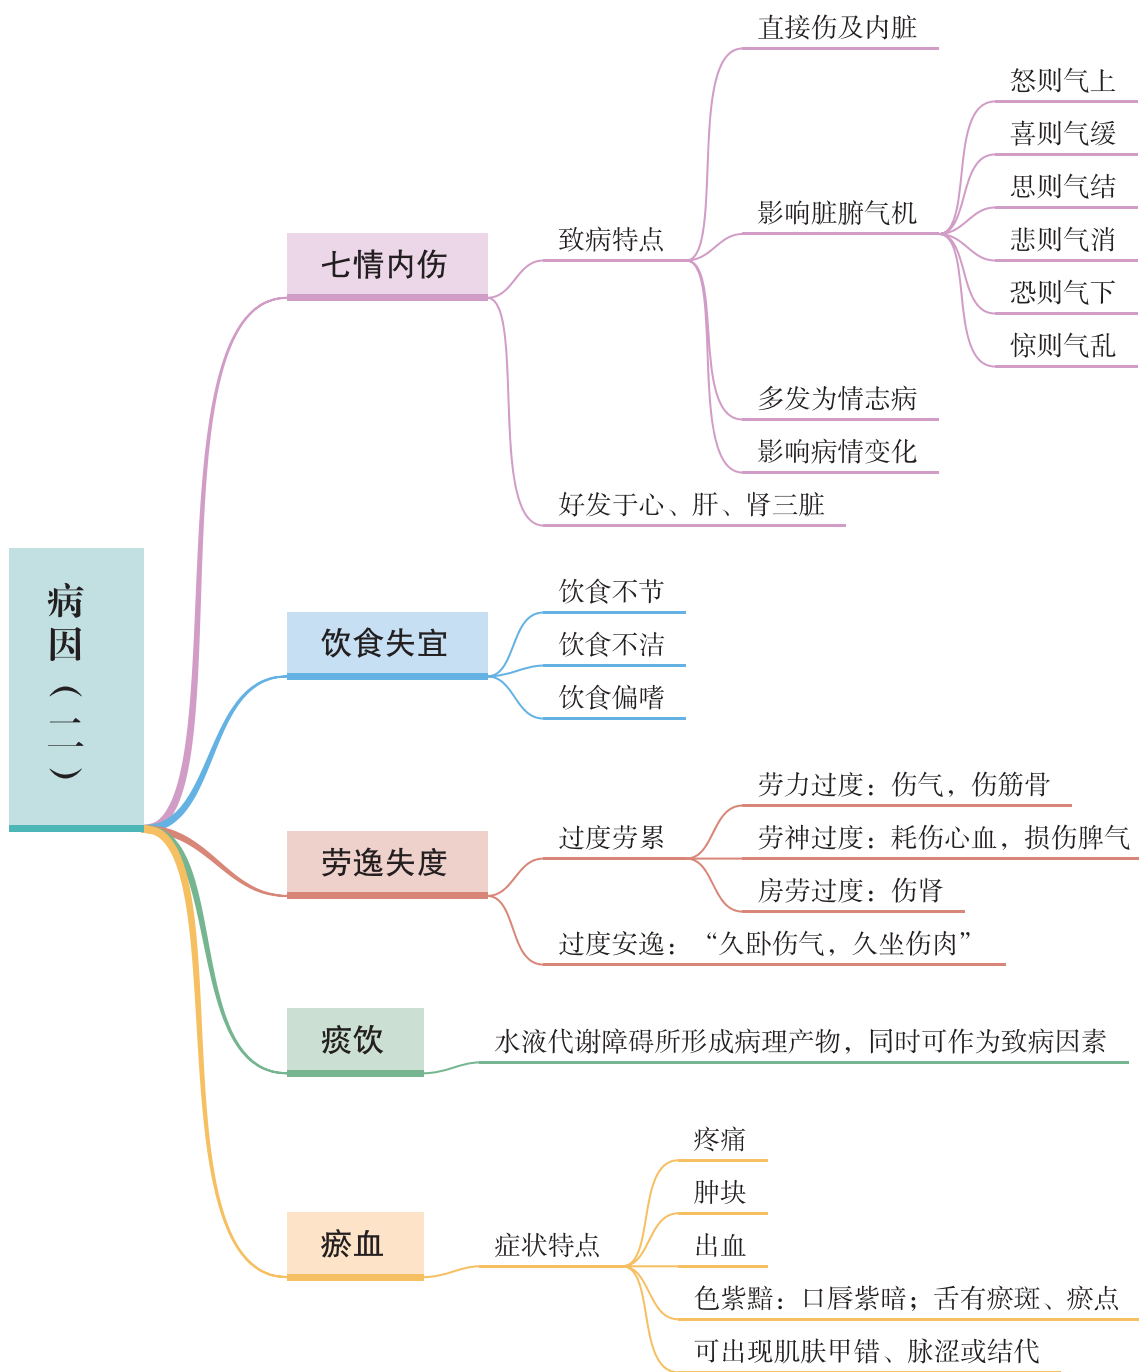 病因（二）
七情内伤
致病特点
直接伤及内脏
影响脏腑气机
怒则气上
喜则气缓
思则气结
悲则气消
恐则气下
惊则气乱
多发为情志病
影响病情变化
好发于心、肝、肾三脏
饮食失宜
饮食不节
饮食不洁
饮食偏嗜
劳逸失度
过度劳累
劳力过度：伤气，伤筋骨
劳神过度：耗伤心血，损伤脾气
房劳过度：伤肾
过度安逸：“久卧伤气，久坐伤肉”
痰饮
水液代谢障碍所形成病理产物，同时可作为致病因素
瘀血
症状特点
疼痛
肿块
出血
色紫黯：口唇紫暗；舌有瘀斑、瘀点
可出现肌肤甲错、脉涩或结代